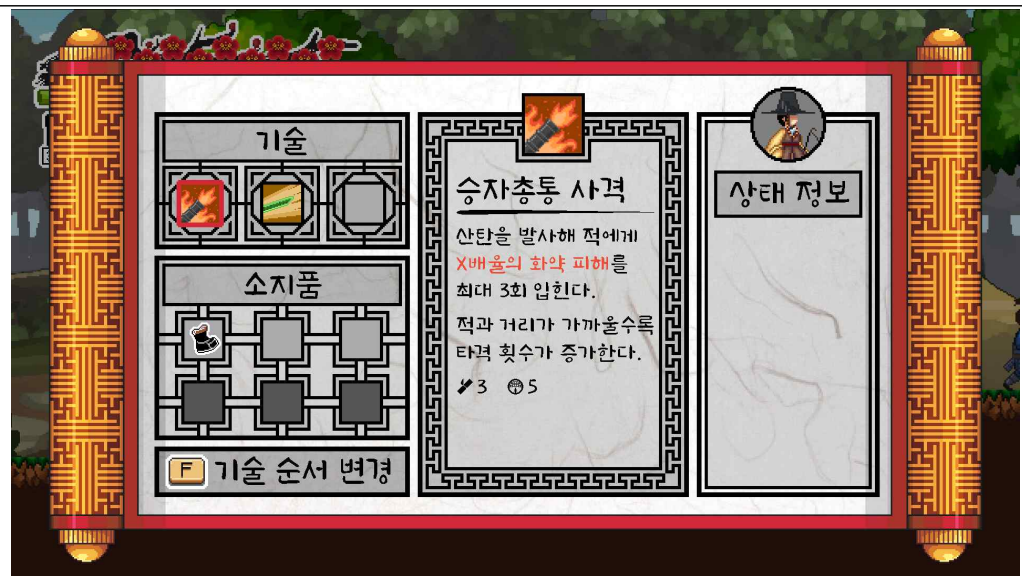 기술
소지품
F 기술 순서 변경
승자총통 사격
산탄을 발사해 적에게
X배율의 화약 피해를
최대 3회 입힌다.
적과 거리가 가까울수록
타격 횟수가 증가한다.
3 5
상태 정보